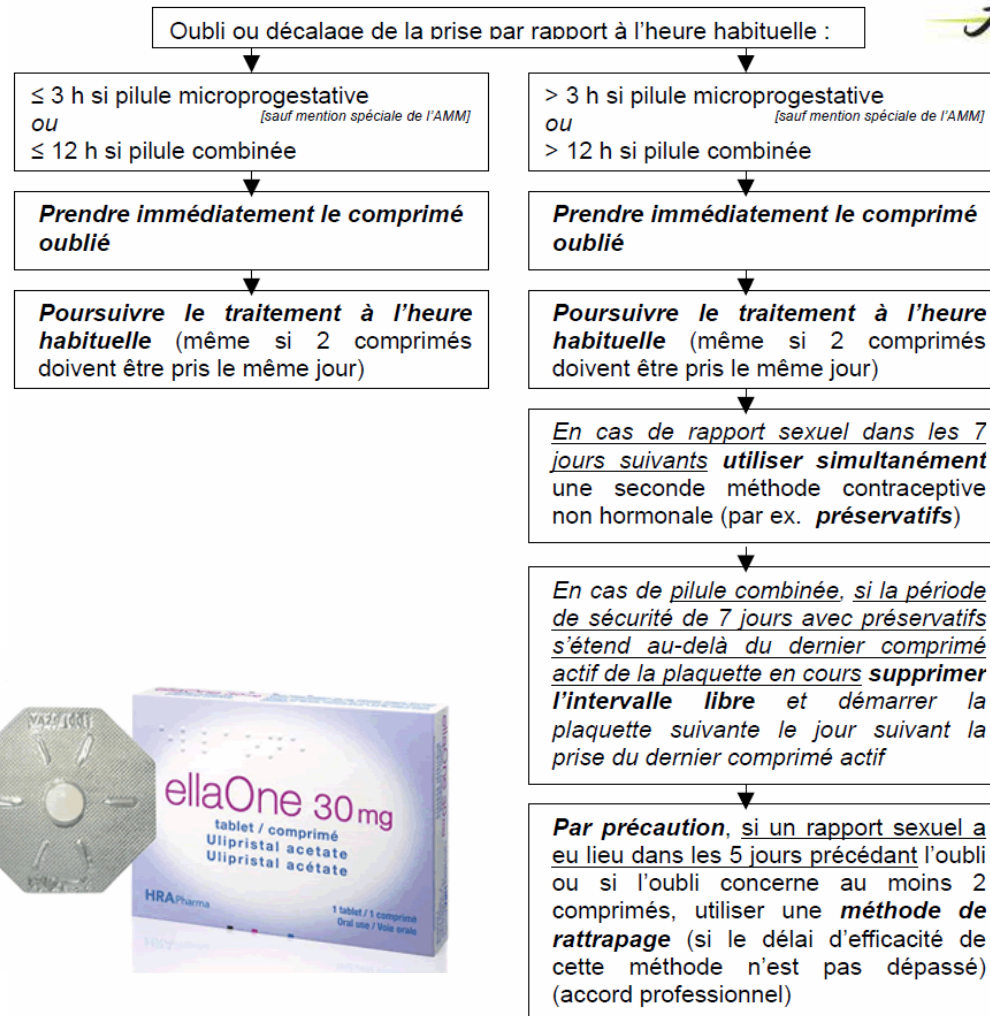 Oubli ou décalage de la prise par rapport à l'heure habituelle :
≤ 3 h si pilule microprogestative
[sauf mention spéciale de l'AMM]
ou
≤ 12 h si pilule combinée
Prendre immédiatement le comprimé
oublié
Poursuivre le traitement à l'heure
habituelle (même si 2 comprimés
doivent être pris le même jour)
> 3 h si pilule microprogestative
[sauf mention spéciale de l'AMM]
ou
> 12 h si pilule combinée
Prendre immédiatement le comprimé
oublié
Poursuivre le traitement à l'heure
habituelle (même si 2 comprimés
doivent être pris le même jour)
En cas de rapport sexuel dans les 7
jours suivants utiliser simultanément
une seconde méthode contraceptive
non hormonale (par ex. préservatifs)
En cas de pilule combinée, si la période
de sécurité de 7 jours avec préservatifs
s'étend au-delà du dernier comprimé
actif de la plaquette en cours supprimer
l'intervalle libre et démarrer la
plaquette suivante le jour suivant la
prise du dernier comprimé actif
Par précaution, si un rapport sexuel a
eu lieu dans les 5 jours précédant l'oubli
ou si l'oubli concerne au moins 2
comprimés, utiliser une méthode de
rattrapage (si le délai d'efficacité de
cette méthode n'est pas dépassé)
(accord professionnel)
ellaOne 30 mg
ellaOne 30 mg
tablet / comprimé
Ulipristal acetate
Ulipristal acétate
HRAPharma
1 tablet / 1 comprimé
Oral use / Voie orale